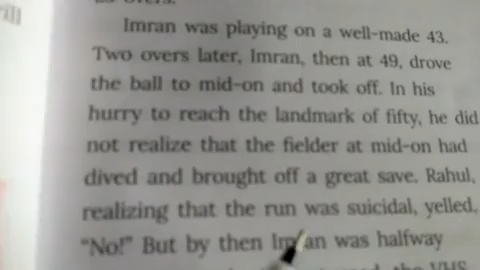 Imran was playing on a well-made 43.
Two overs later, Imran, then at 49, drove
the ball to mid-on and took off. In his
hurry to reach the landmark of fifty, he did
not realize that the fielder at mid-on had
dived and brought off a great save. Rahul,
realizing that the run was suicidal, yelled,
“No!” But by then Imran was halfway
the VHS